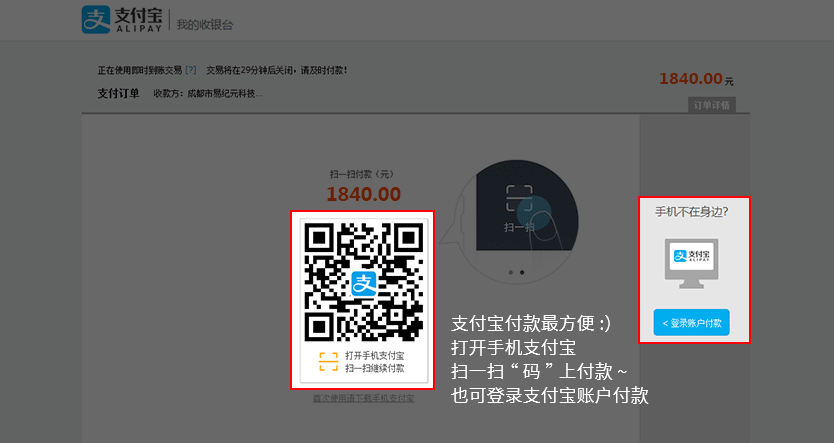 支付宝 ALIPAY 我的收银台
正在使用即时到账交易 [?] 交易将在29分钟后关闭，请及时付款！
1840.00 元
支付订单 收款方：成都市易纪元科技...
订单详情
扫一扫付款（元）
1840.00
扫一扫
支
打开手机支付宝
扫一扫继续付款
首次使用请下载手机支付宝
手机不在身边？
支付宝
ALIPAY
< 登录账户付款
支付宝付款最方便 :)
打开手机支付宝
扫一扫“码”上付款 ~
也可登录支付宝账户付款